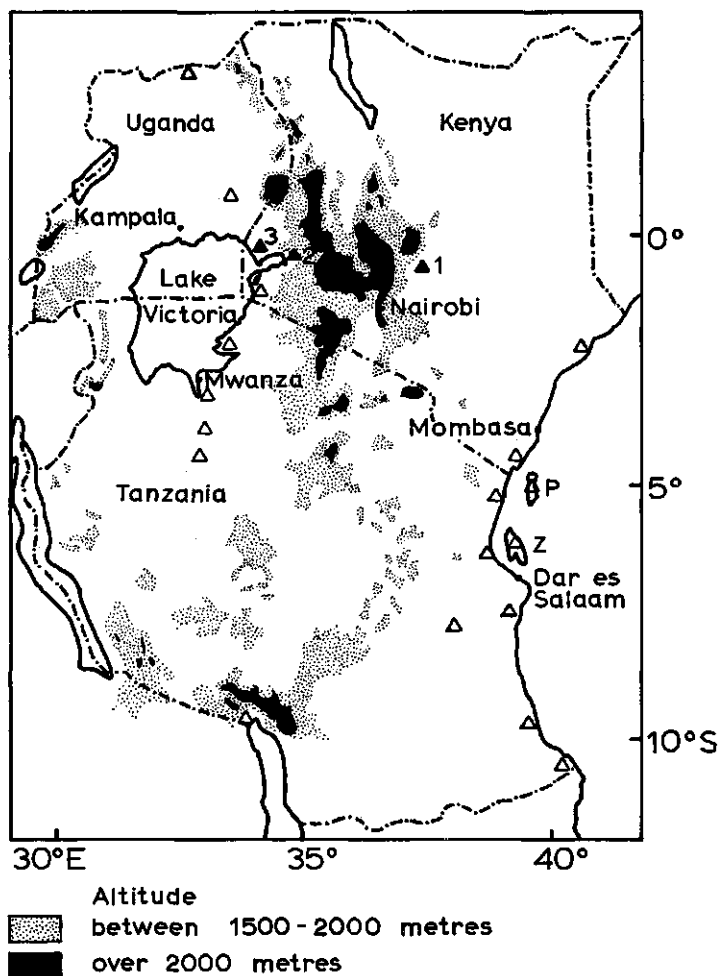 Uganda
Kenya
Kampala
3
2
0°
1
Lake
Victoria
Nairobi
Mwanza
Mombasa
Tanzania
5°
P
Z
Dar es
Salaam
10°S
30°E
35°
40°
Altitude
between 1500-2000 metres
over 2000 metres